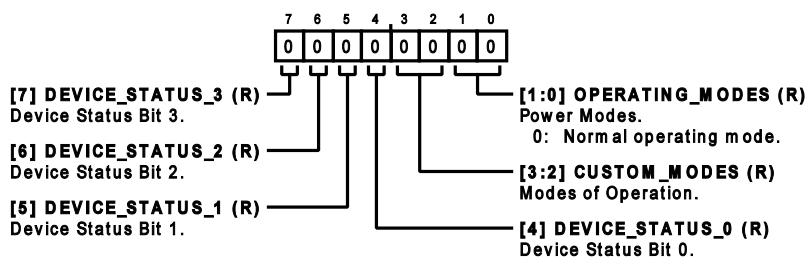 7 6 5 4 3 2 1 0
0 0 0 0 0 0 0 0
[7] DEVICE_STATUS_3 (R)
Device Status Bit 3.
[6] DEVICE_STATUS_2 (R)
Device Status Bit 2.
[5] DEVICE_STATUS_1 (R)
Device Status Bit 1.
[1:0] OPERATING_MODES (R)
Power Modes.
0: Normal operating mode.
[3:2] CUSTOM_MODES (R)
Modes of Operation.
[4] DEVICE_STATUS_0 (R)
Device Status Bit 0.